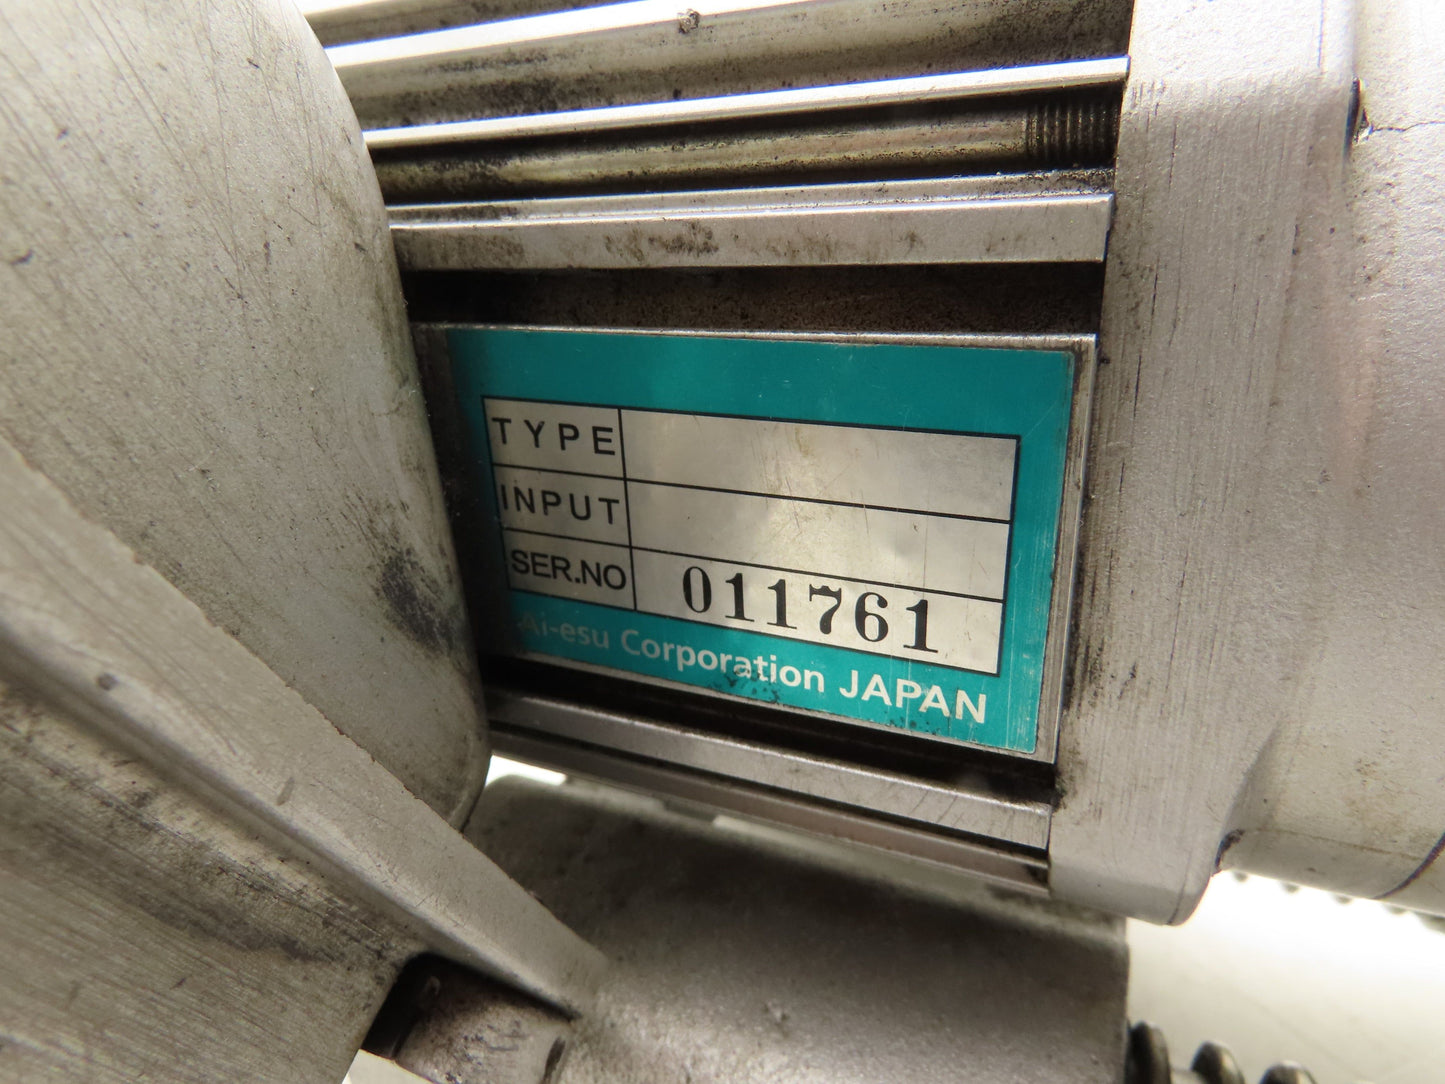 TYPE
INPUT
SER.NO 011761
Ai-esu Corporation JAPAN